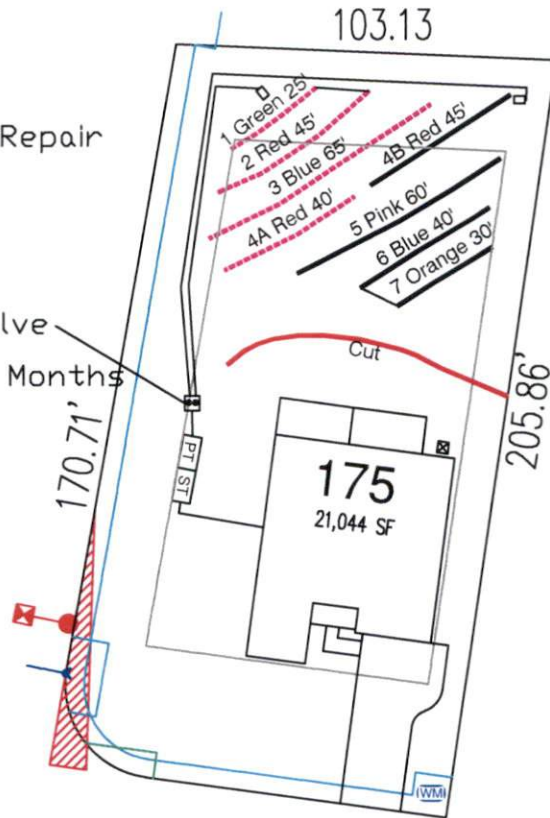 103.13
Repair
1 Green 25'
2 Red 45'
3 Blue 65'
4B Red 45'
4A Red 40'
5 Pink 60'
6 Blue 40'
7 Orange 30'
lve
Months
Cut
170.71'
205.86'
PT
ST
175
21,044 SF
WM